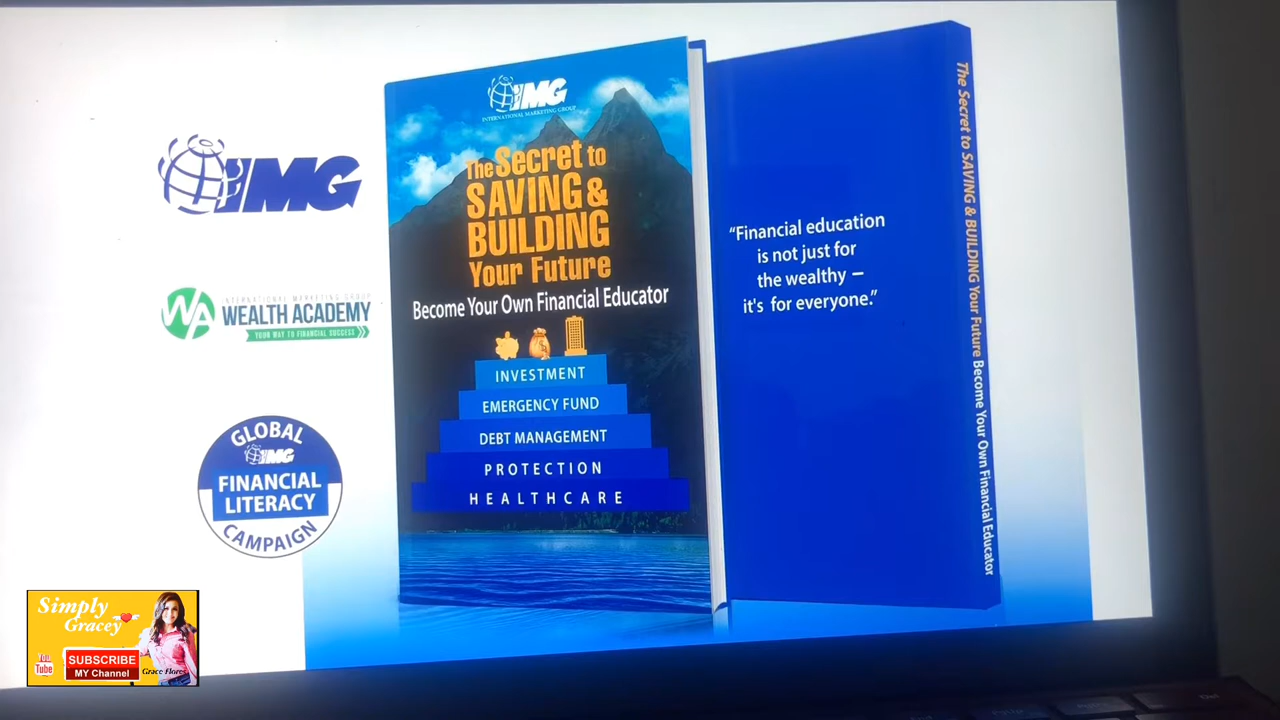 IMG
INTERNATIONAL MARKETING GROUP
WA
WEALTH ACADEMY
YOUR WAY TO FINANCIAL SUCCESS
GLOBAL
IMG
FINANCIAL
LITERACY
CAMPAIGN
IMG
INTERNATIONAL MARKETING GROUP
The Secret to
SAVING &
BUILDING
Your Future
Become Your Own Financial Educator
INVESTMENT
EMERGENCY FUND
DEBT MANAGEMENT
PROTECTION
HEALTHCARE
“Financial education
is not just for
the wealthy –
it's for everyone.”
The Secret to SAVING & BUILDING Your Future Become Your Own Financial Educator
Simply
Gracey
You
Tube
SUBSCRIBE
MY Channel
Grace Flores